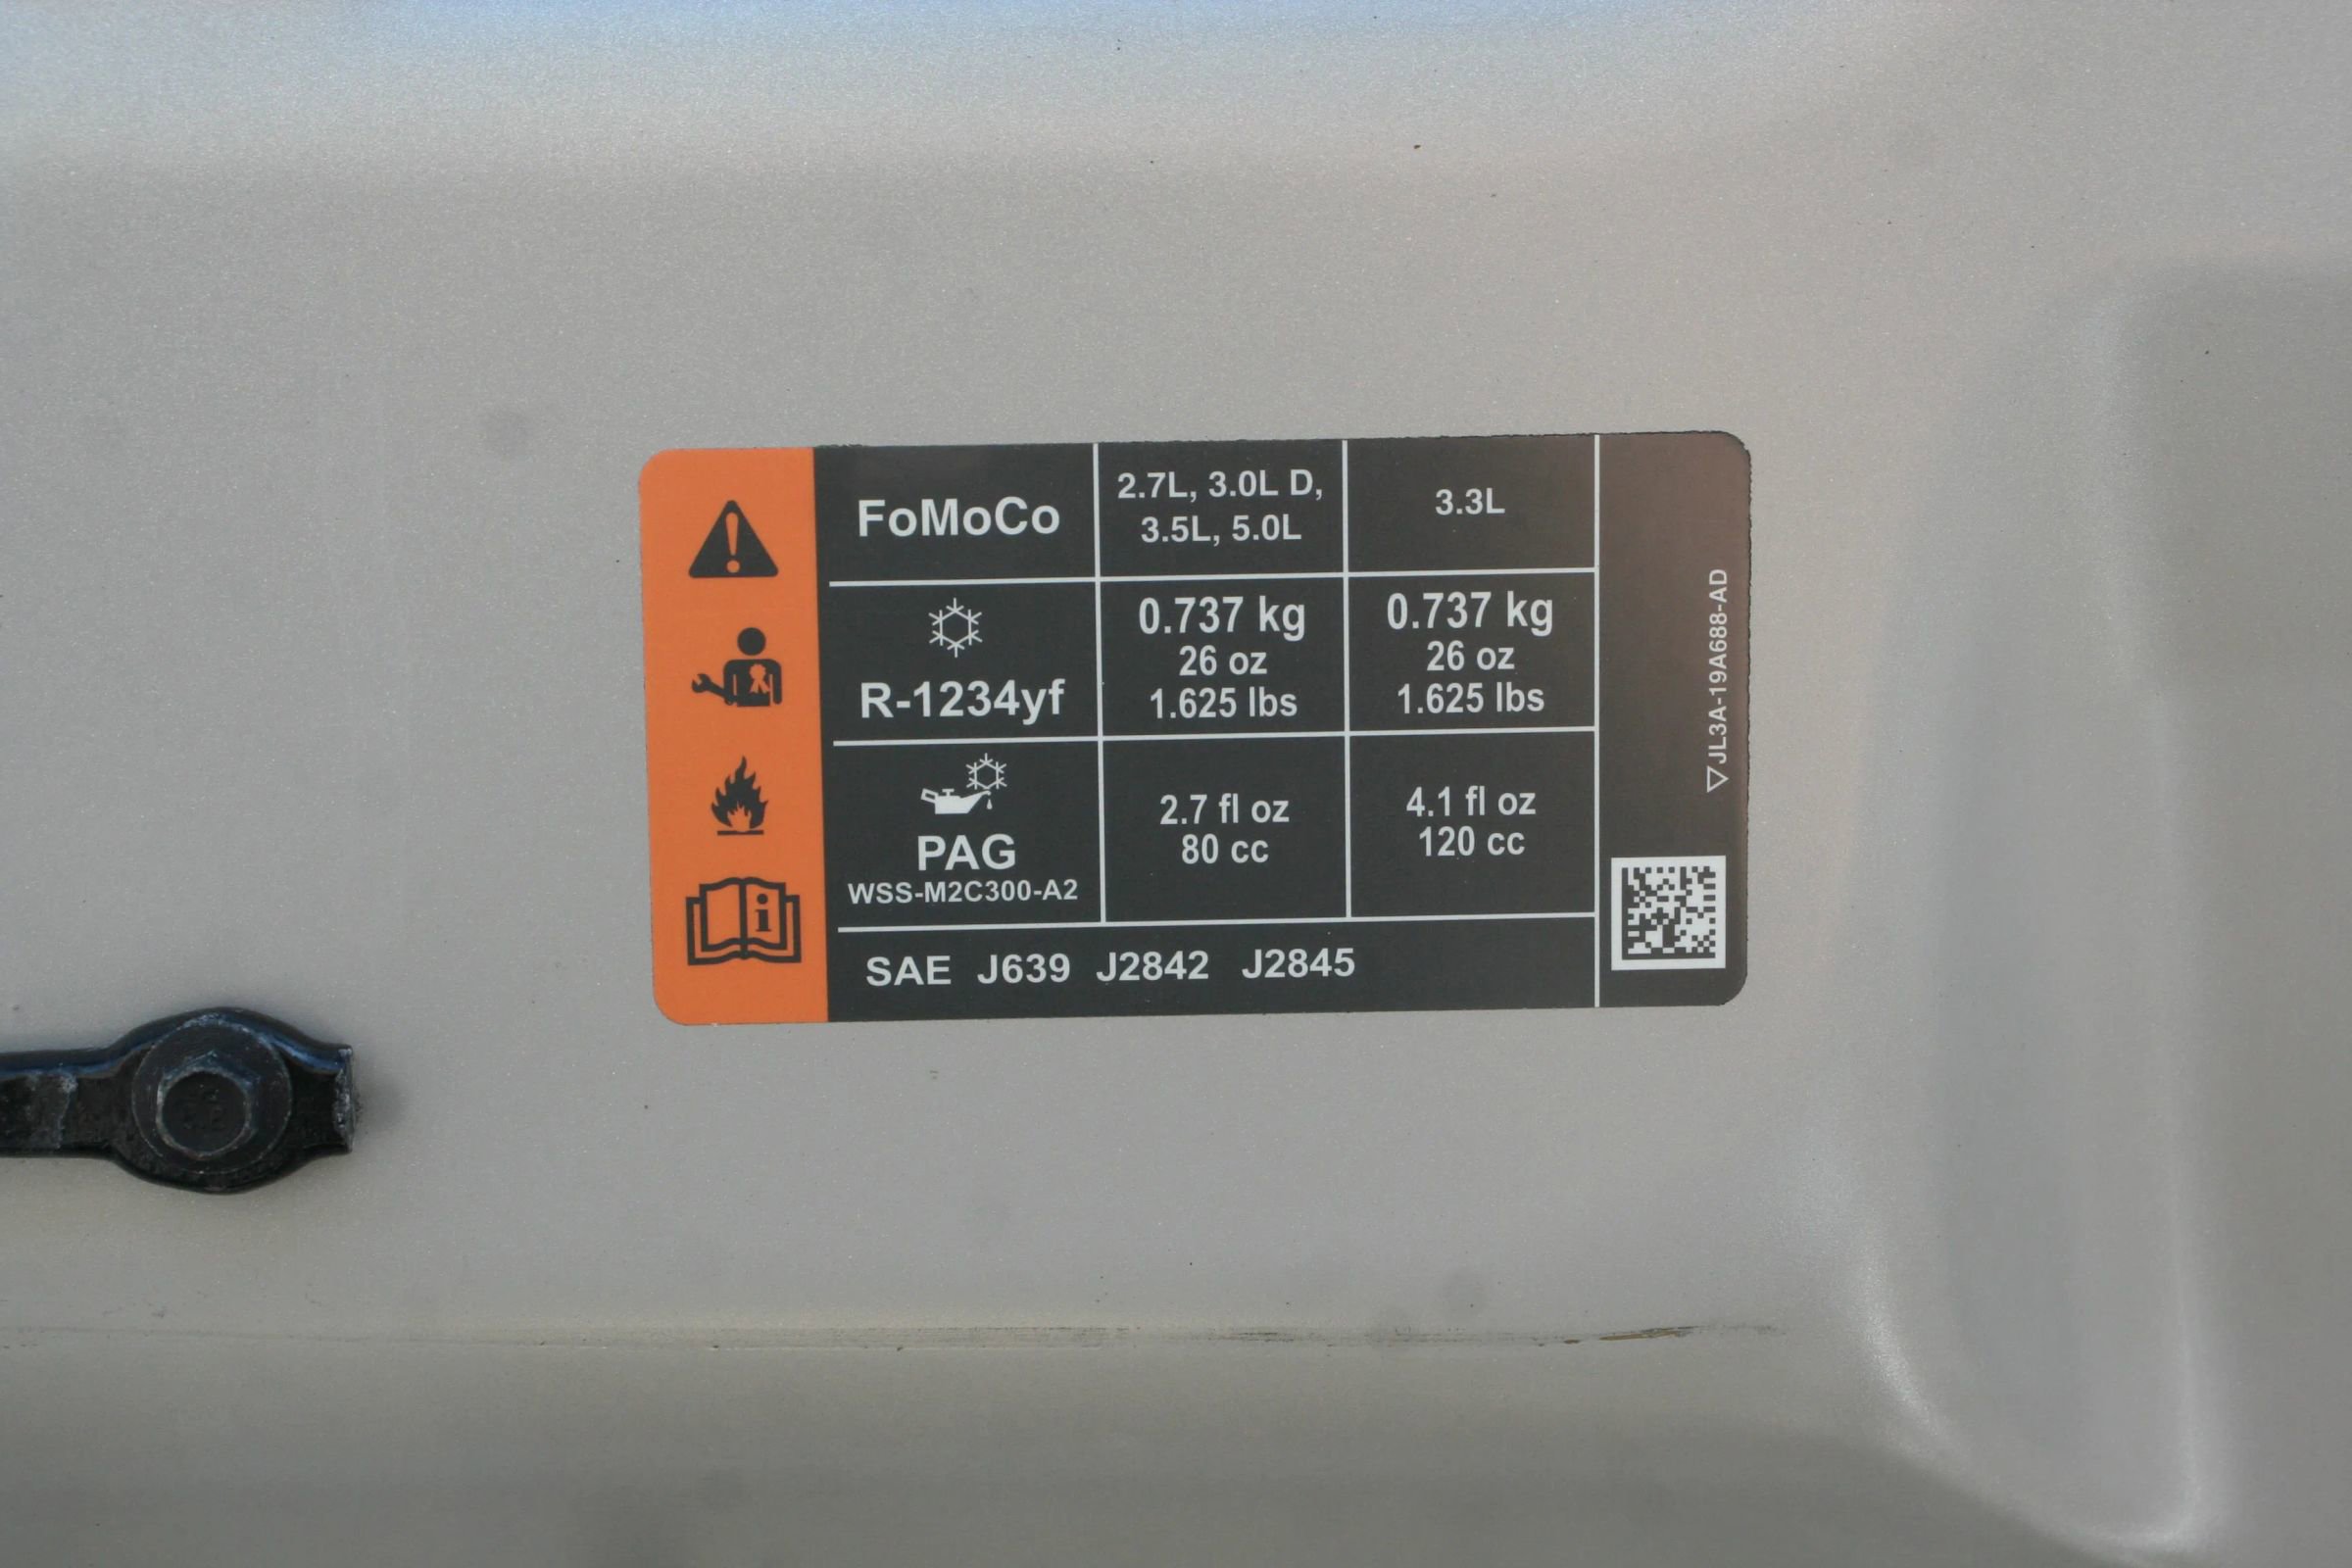 FoMoCo
2.7L, 3.0L D,
3.5L, 5.0L
3.3L
R-1234yf
0.737 kg
26 oz
1.625 lbs
0.737 kg
26 oz
1.625 lbs
PAG
WSS-M2C300-A2
2.7 fl oz
80 cc
4.1 fl oz
120 cc
SAE J639 J2842 J2845
JL3A-19A688-AD